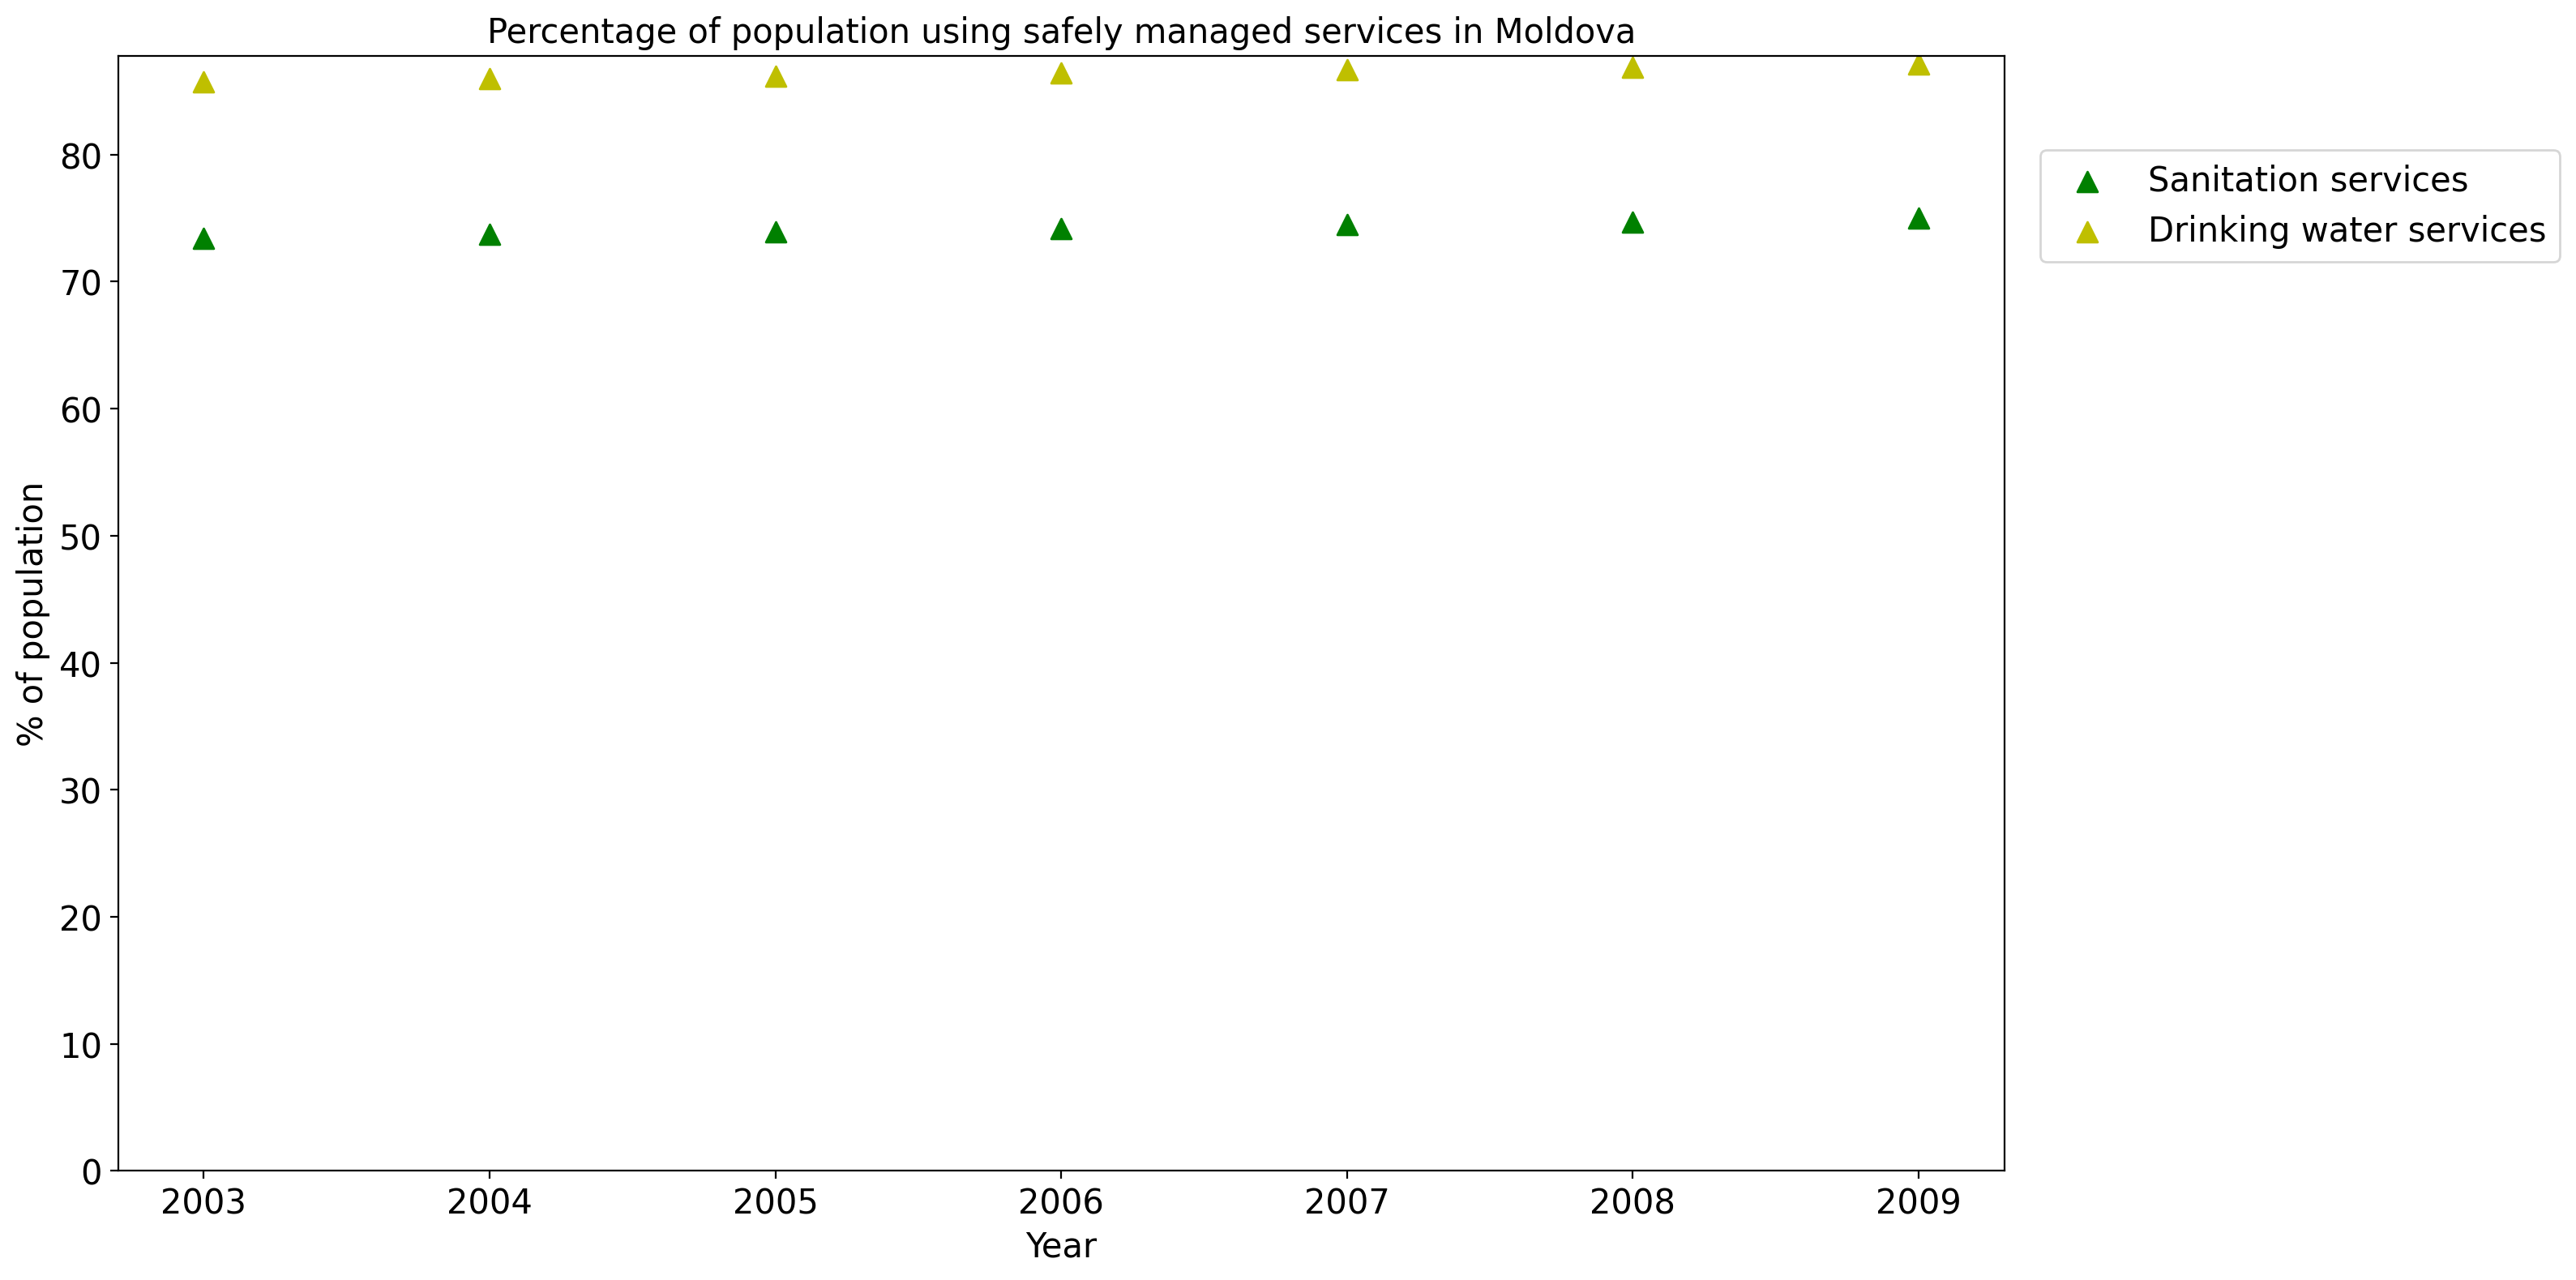 Percentage of population using safely managed services in Moldova
80
70
60
50
40
30
20
10
0
% of population
2003 2004 2005 2006 2007 2008 2009
Year
Sanitation services
Drinking water services